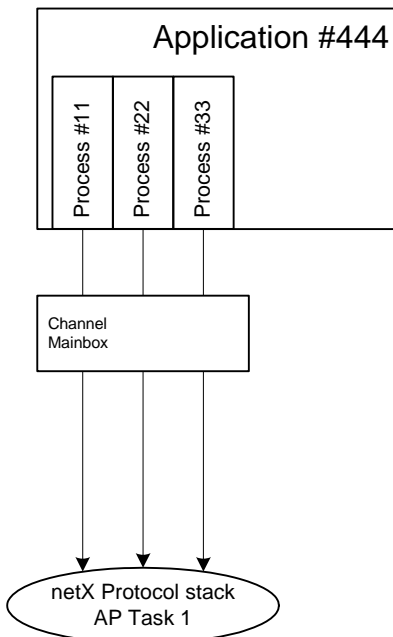 Application #444
Process #11
Process #22
Process #33
Channel
Mainbox
netX Protocol stack
AP Task 1